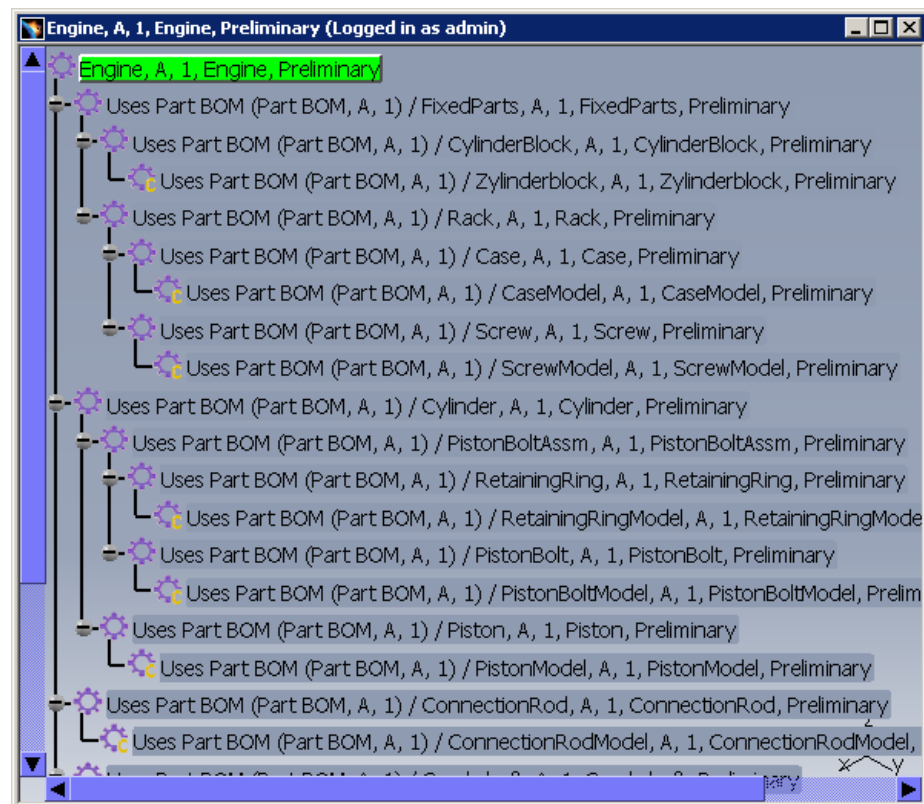 Engine, A, 1, Engine, Preliminary (Logged in as admin)
Engine, A, 1, Engine, Preliminary
Uses Part BOM (Part BOM, A, 1) / FixedParts, A, 1, FixedParts, Preliminary
Uses Part BOM (Part BOM, A, 1) / CylinderBlock, A, 1, CylinderBlock, Preliminary
C Uses Part BOM (Part BOM, A, 1) / Zylinderblock, A, 1, Zylinderblock, Preliminary
Uses Part BOM (Part BOM, A, 1) / Rack, A, 1, Rack, Preliminary
Uses Part BOM (Part BOM, A, 1) / Case, A, 1, Case, Preliminary
C Uses Part BOM (Part BOM, A, 1) / CaseModel, A, 1, CaseModel, Preliminary
Uses Part BOM (Part BOM, A, 1) / Screw, A, 1, Screw, Preliminary
C Uses Part BOM (Part BOM, A, 1) / ScrewModel, A, 1, ScrewModel, Preliminary
Uses Part BOM (Part BOM, A, 1) / Cylinder, A, 1, Cylinder, Preliminary
Uses Part BOM (Part BOM, A, 1) / PistonBoltAssm, A, 1, PistonBoltAssm, Preliminary
Uses Part BOM (Part BOM, A, 1) / RetainingRing, A, 1, RetainingRing, Preliminary
C Uses Part BOM (Part BOM, A, 1) / RetainingRingModel, A, 1, RetainingRingMode
Uses Part BOM (Part BOM, A, 1) / PistonBolt, A, 1, PistonBolt, Preliminary
C Uses Part BOM (Part BOM, A, 1) / PistonBoltModel, A, 1, PistonBoltModel, Prelim
Uses Part BOM (Part BOM, A, 1) / Piston, A, 1, Piston, Preliminary
C Uses Part BOM (Part BOM, A, 1) / PistonModel, A, 1, PistonModel, Preliminary
Uses Part BOM (Part BOM, A, 1) / ConnectionRod, A, 1, ConnectionRod, Preliminary
C Uses Part BOM (Part BOM, A, 1) / ConnectionRodModel, A, 1, ConnectionRodModel,
x y